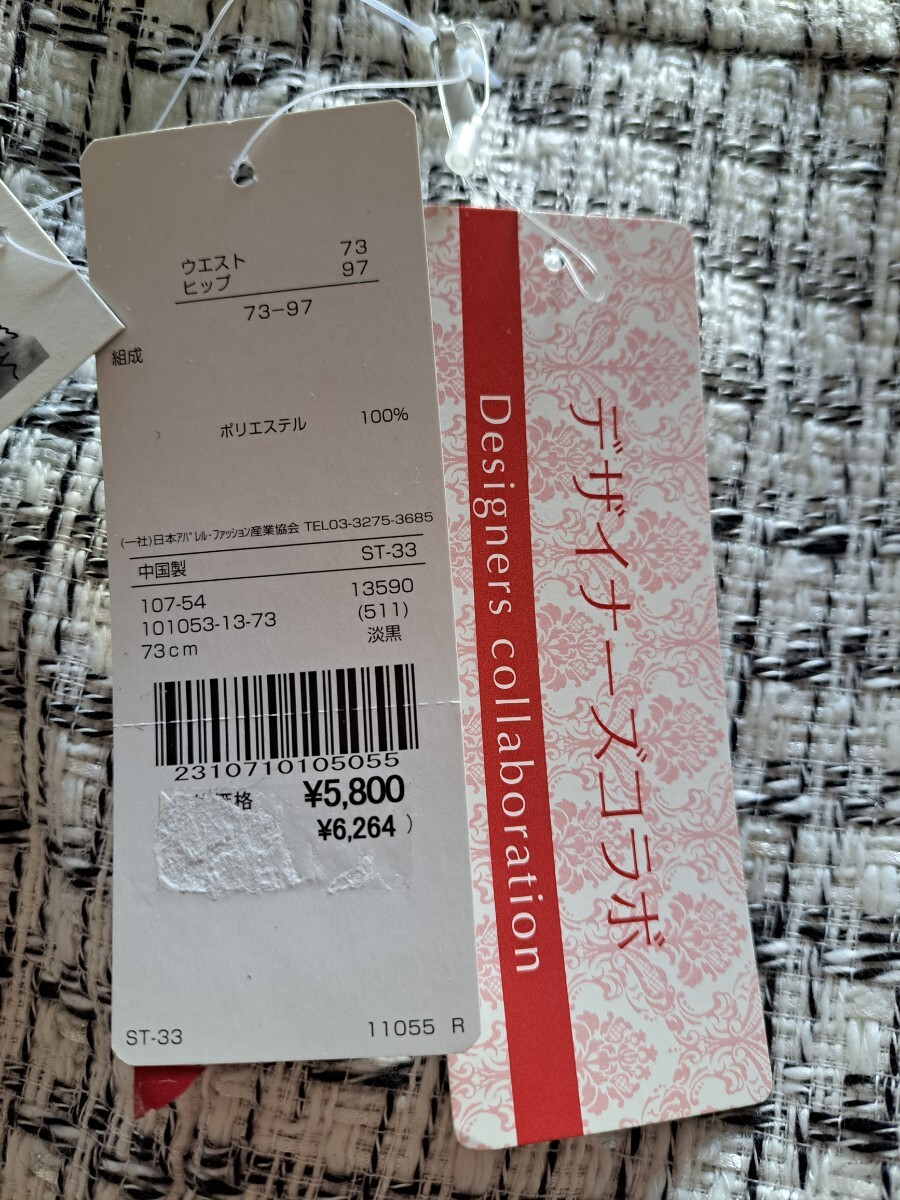 ウエスト 73
ヒップ 97
73-97
組成
ポリエステル 100%
(一社)日本アパレル・ファッション産業協会 TEL03-3275-3685
中国製 ST-33
107-54 13590
101053-13-73 (511)
73cm 淡黒
2310710105055
価格 ¥5,800
¥6,264 )
ST-33 11055 R
Designers collaboration
デザイナーズコラボ